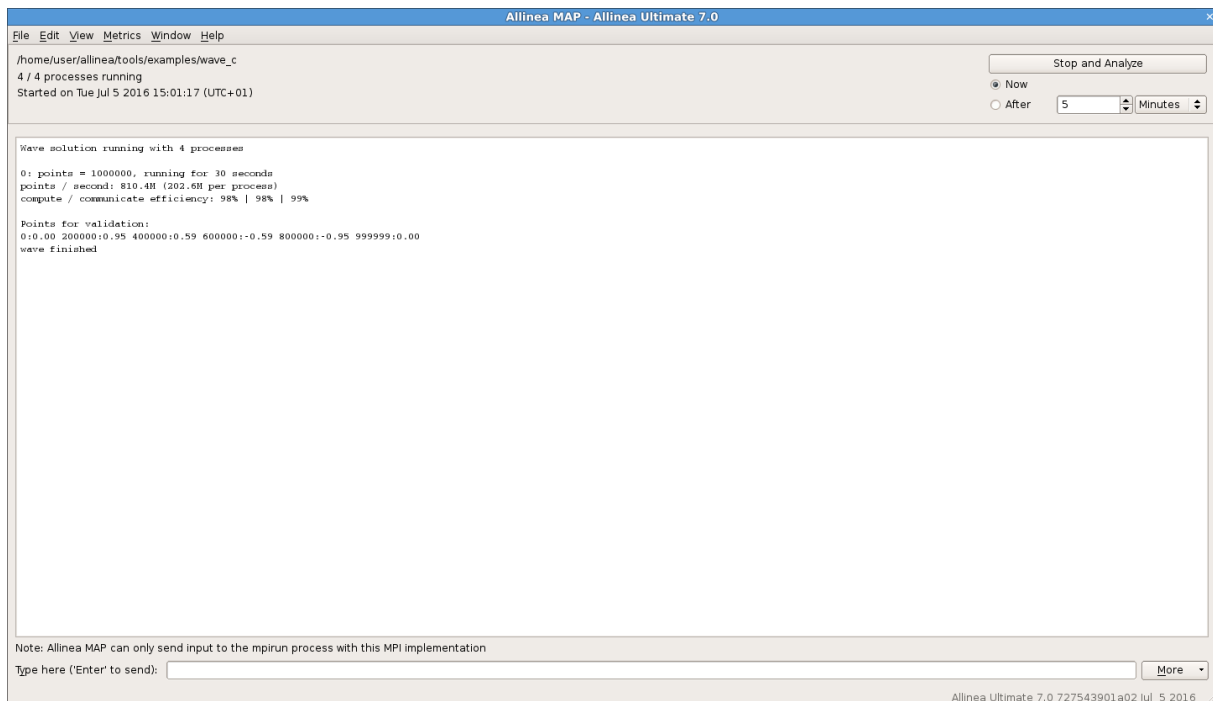 Allinea MAP - Allinea Ultimate 7.0
File Edit View Metrics Window Help
/home/user/allinea/tools/examples/wave_c
4 / 4 processes running
Started on Tue Jul 5 2016 15:01:17 (UTC+01)
Stop and Analyze
Now
After 5 Minutes
Wave solution running with 4 processes
0: points = 1000000, running for 30 seconds
points / second: 810.4M (202.6M per process)
compute / communicate efficiency: 98% | 98% | 99%
Points for validation:
0:0.00 200000:0.95 400000:0.59 600000:-0.59 800000:-0.95 999999:0.00
wave finished
Note: Allinea MAP can only send input to the mpirun process with this MPI implementation
Type here ('Enter' to send):
More
Allinea Ultimate 7.0 727543901a02 Jul 5 2016